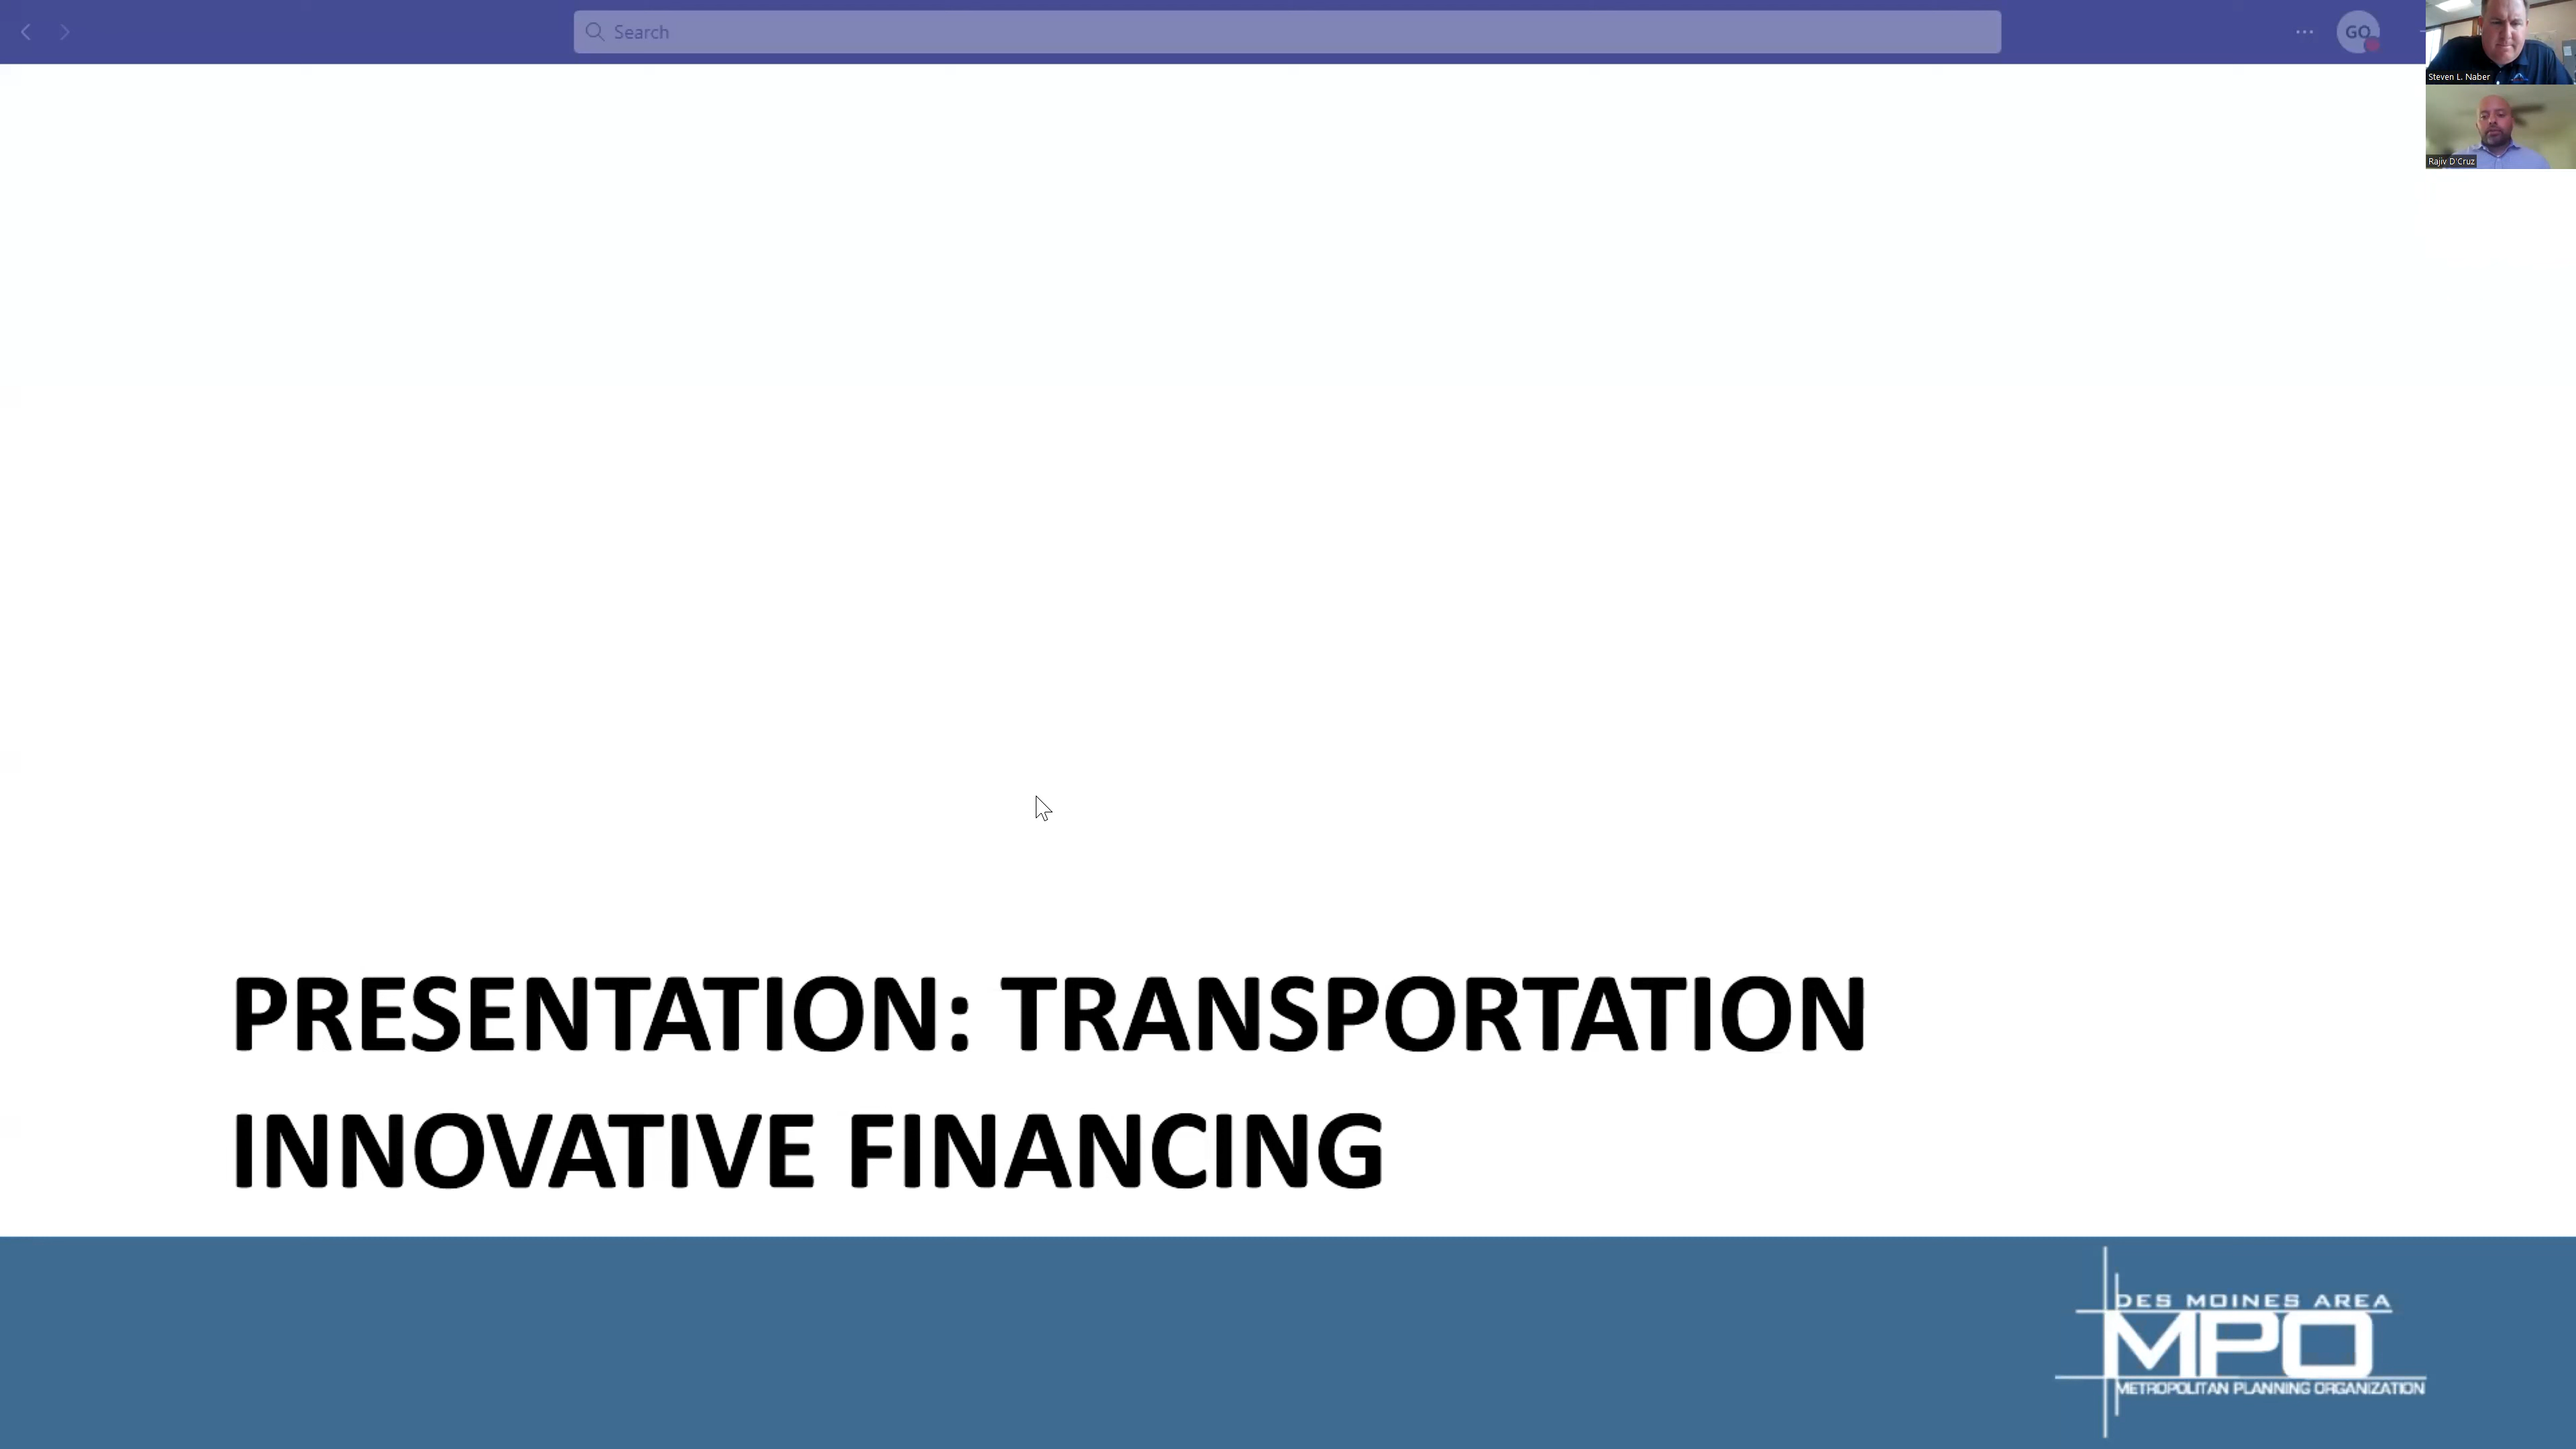 Search
GO
Steven L. Naber
Rajiv D'Cruz
PRESENTATION: TRANSPORTATION
INNOVATIVE FINANCING
DES MOINES AREA
MPO
METROPOLITAN PLANNING ORGANIZATION